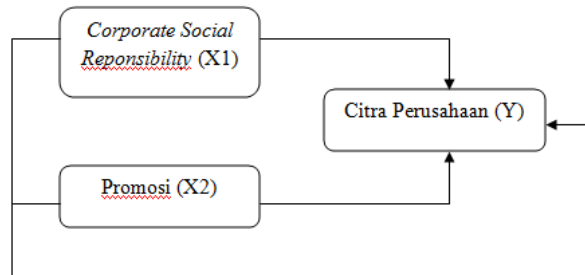 Corporate Social
Reponsibility (X1)
Citra Perusahaan (Y)
Promosi (X2)